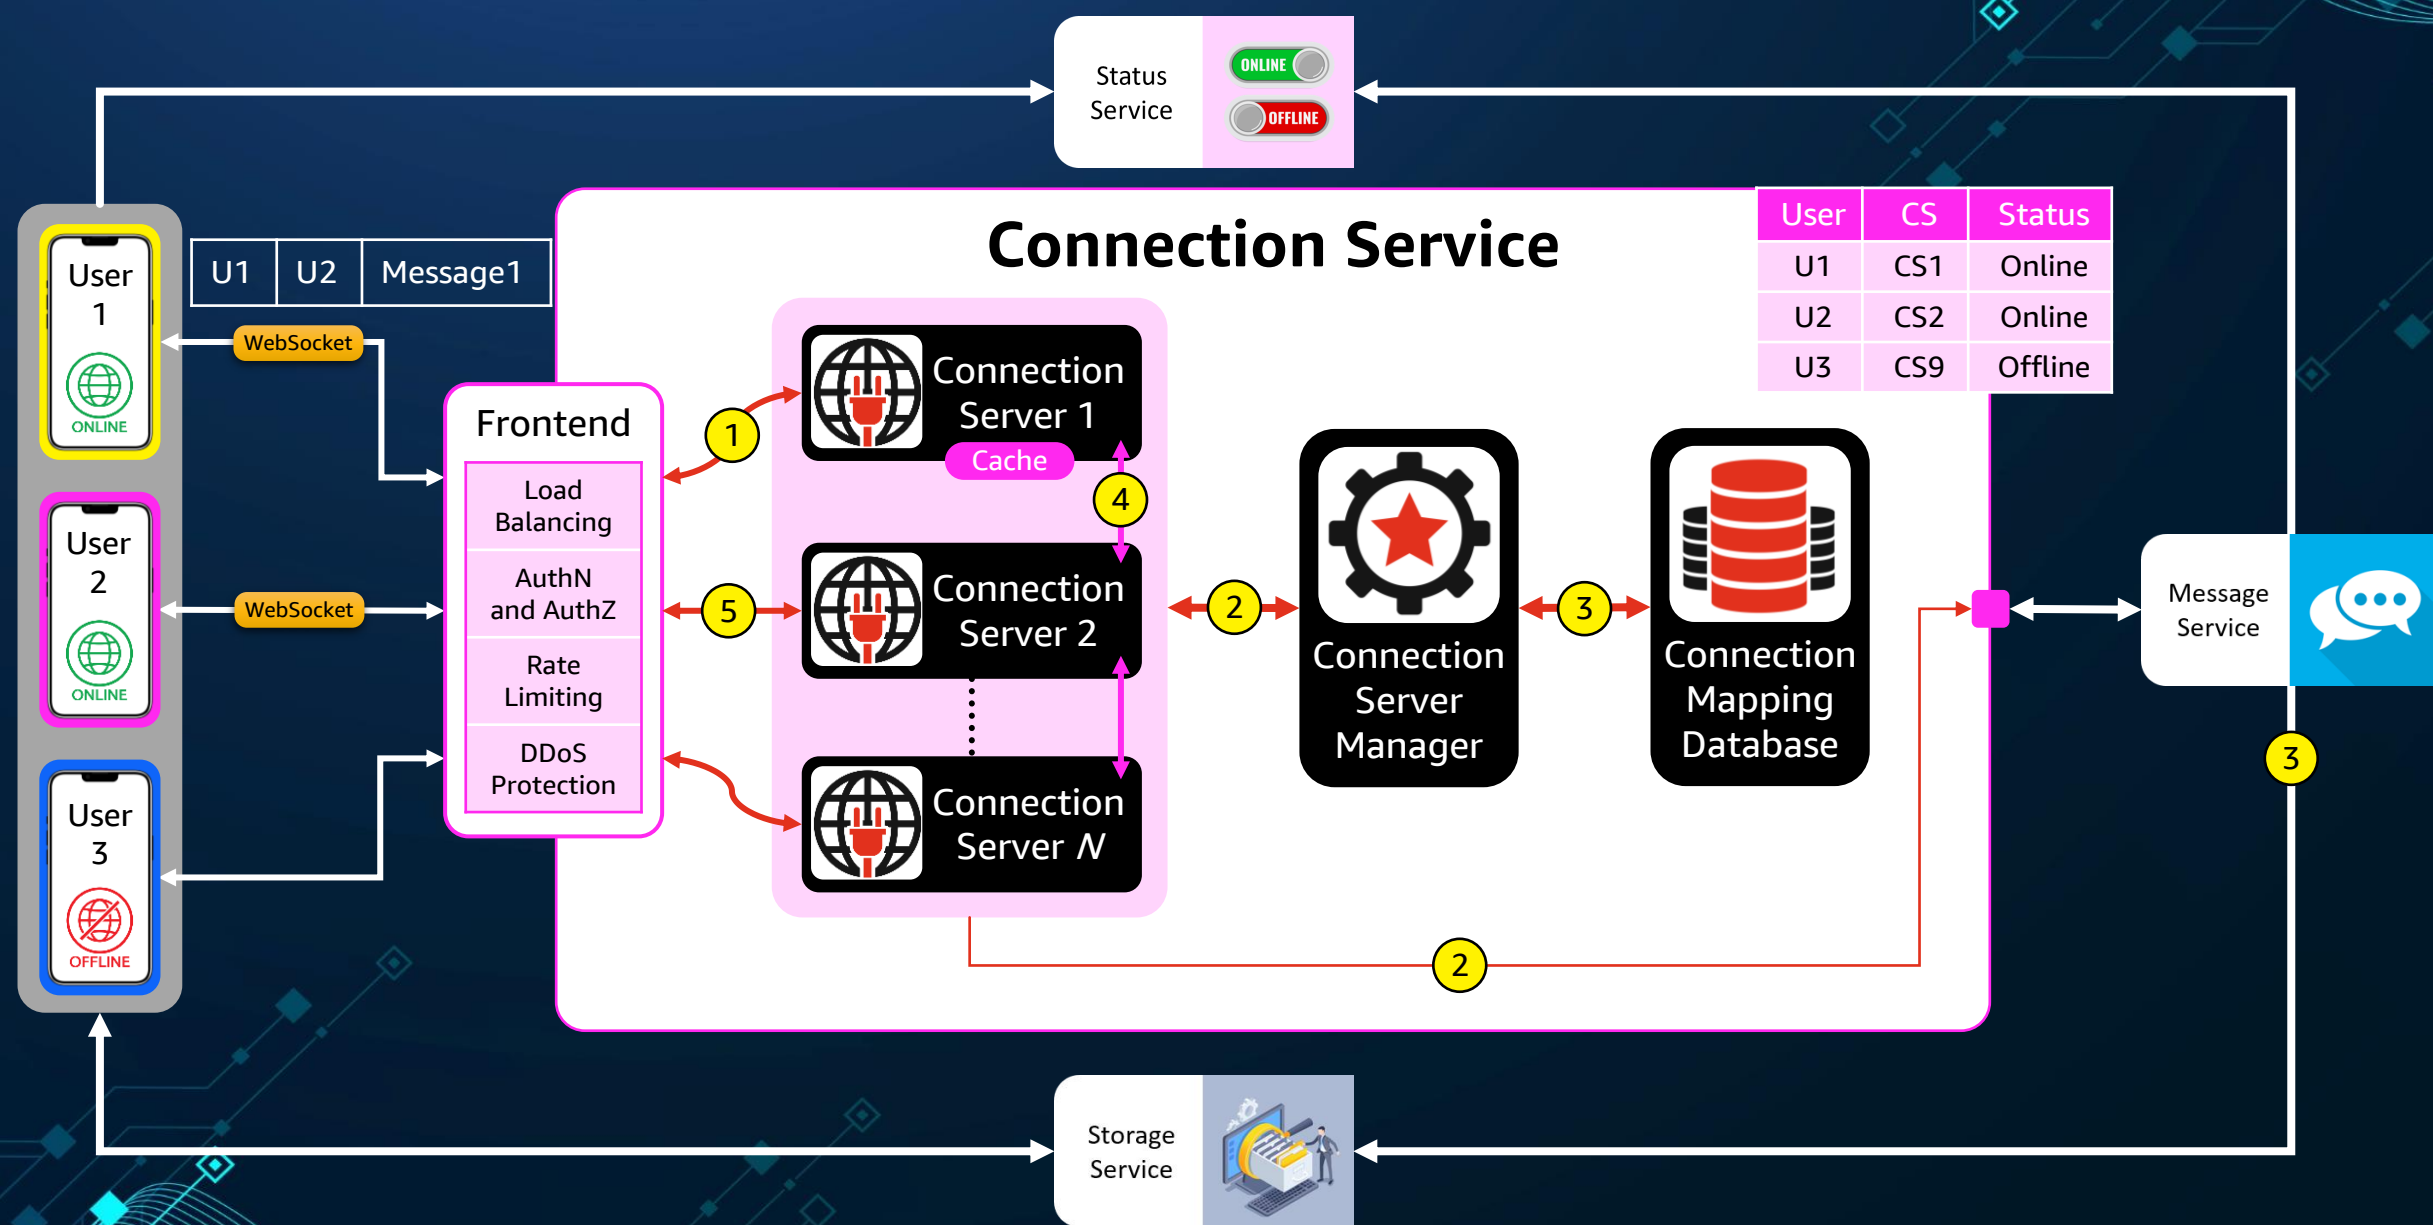 Status
Service
ONLINE
OFFLINE
Connection Service
User CS Status
U1 CS1 Online
U2 CS2 Online
U3 CS9 Offline
User
1
ONLINE
U1 U2 Message1
WebSocket
User
2
ONLINE
WebSocket
User
3
OFFLINE
Frontend
Load
Balancing
AuthN
and AuthZ
Rate
Limiting
DDoS
Protection
1
5
Connection
Server 1
Cache
4
Connection
Server 2
Connection
Server N
2
Connection
Server
Manager
3
Connection
Mapping
Database
2
Message
Service
3
Storage
Service